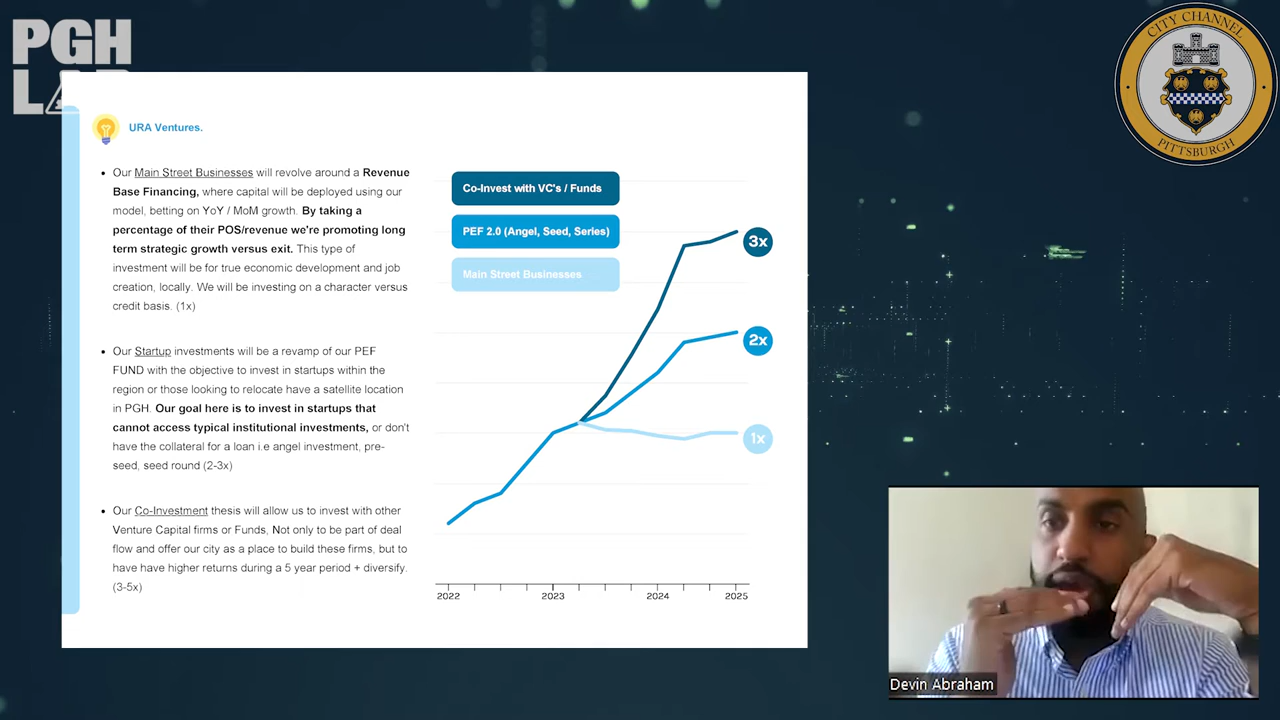 PGH
LAB
CITY CHANNEL
PITTSBURGH
URA Ventures.
Our Main Street Businesses will revolve around a Revenue
Base Financing, where capital will be deployed using our
model, betting on YoY / MoM growth. By taking a
percentage of their POS/revenue we're promoting long
term strategic growth versus exit. This type of
investment will be for true economic development and job
creation, locally. We will be investing on a character versus
credit basis. (1x)
Our Startup investments will be a revamp of our PEF
FUND with the objective to invest in startups within the
region or those looking to relocate have a satellite location
in PGH. Our goal here is to invest in startups that
cannot access typical institutional investments, or don't
have the collateral for a loan i.e angel investment, pre-
seed, seed round (2-3x)
Our Co-Investment thesis will allow us to invest with other
Venture Capital firms or Funds, Not only to be part of deal
flow and offer our city as a place to build these firms, but to
have have higher returns during a 5 year period + diversify.
(3-5x)
Co-Invest with VC's / Funds
PEF 2.0 (Angel, Seed, Series)
Main Street Businesses
3x
2x
1x
2022 2023 2024 2025
Devin Abraham